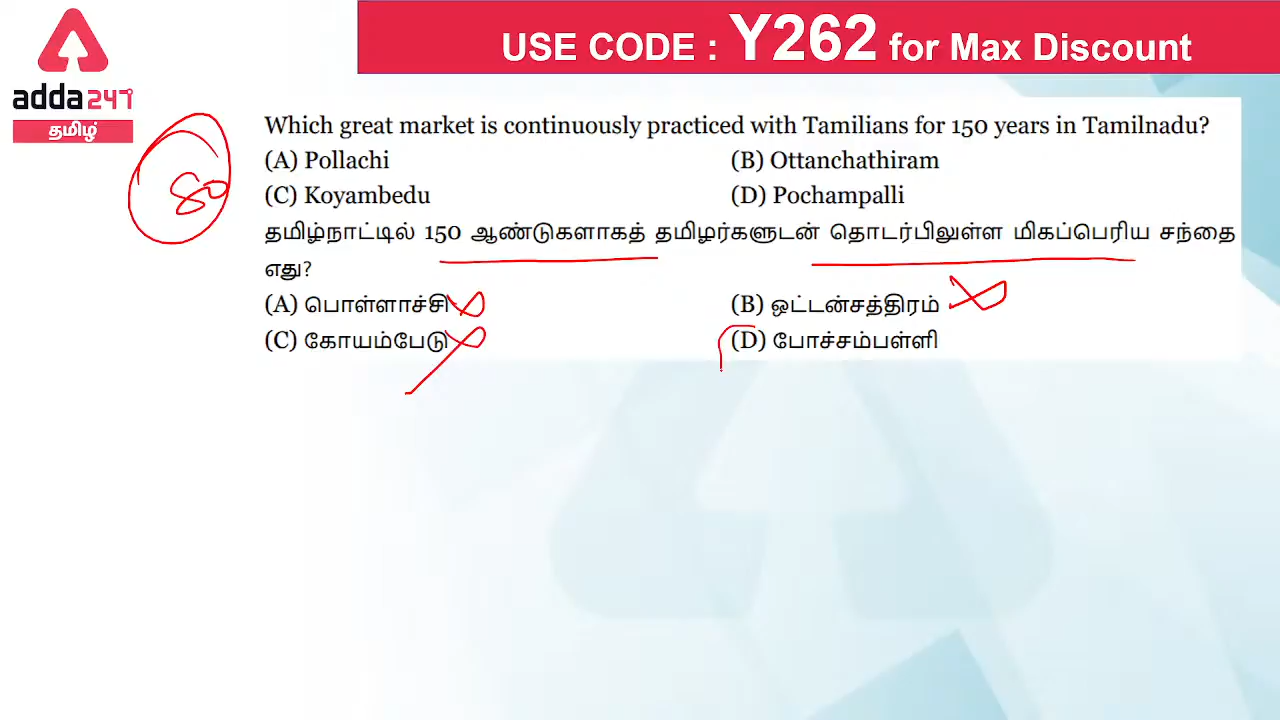 USE CODE : Y262 for Max Discount
adda247
தமிழ்
Which great market is continuously practiced with Tamilians for 150 years in Tamilnadu?
(A) Pollachi (B) Ottanchathiram
(C) Koyambedu (D) Pochampalli
தமிழ்நாட்டில் 150 ஆண்டுகளாகத் தமிழர்களுடன் தொடர்பிலுள்ள மிகப்பெரிய சந்தை
எது?
(A) பொள்ளாச்சி (B) ஒட்டன்சத்திரம்
(C) கோயம்பேடு (D) போச்சம்பள்ளி
80